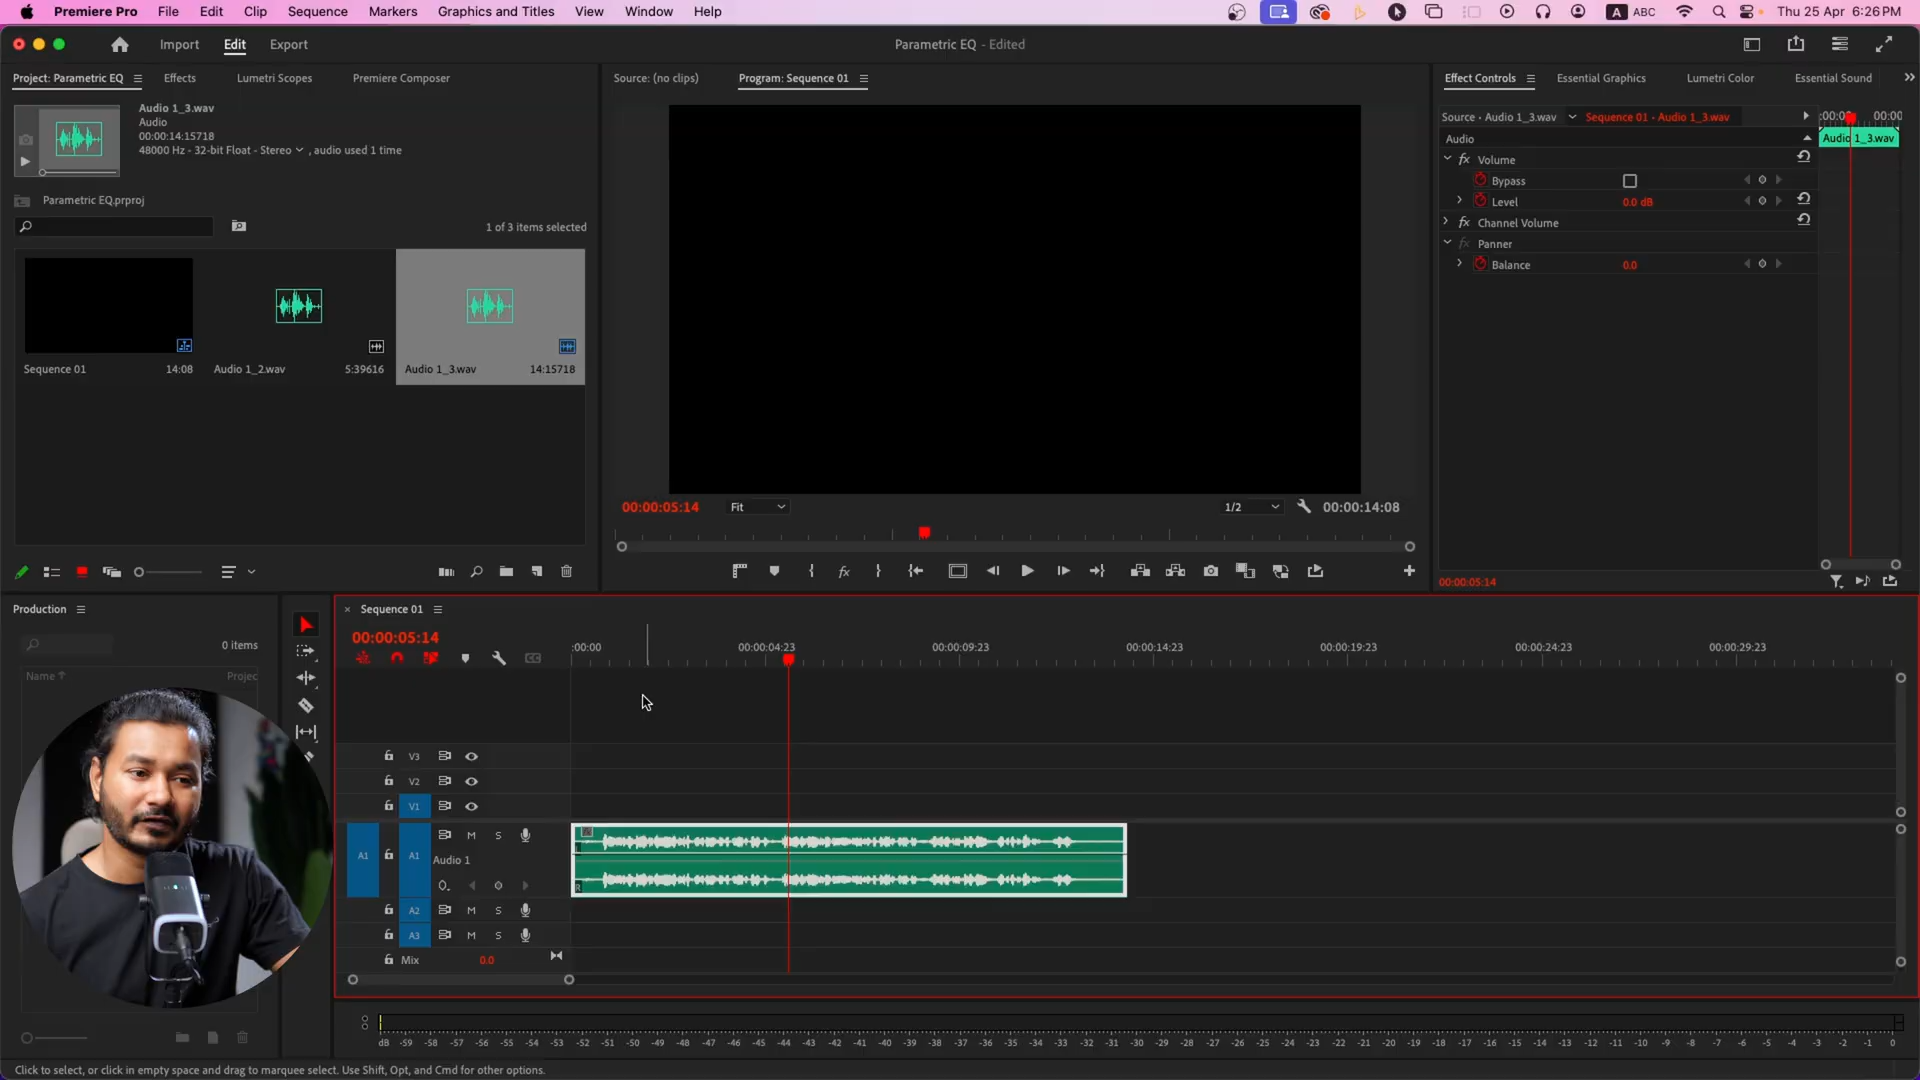 Premiere Pro File Edit Clip Sequence Markers Graphics and Titles View Window Help
A ABC Thu 25 Apr 6:26 PM
Import Edit Export
Parametric EQ - Edited
Project: Parametric EQ Effects Lumetri Scopes Premiere Composer
Audio 1_3.wav
Audio
00:00:14:15718
48000 Hz - 32-bit Float - Stereo , audio used 1 time
Parametric EQ.prproj
1 of 3 items selected
Sequence 01 14:08
Audio 1_2.wav 5:39616
Audio 1_3.wav 14:15718
Source: (no clips) Program: Sequence 01
00:00:05:14 Fit 1/2 00:00:14:08
Effect Controls Essential Graphics Lumetri Color Essential Sound
Source - Audio 1_3.wav Sequence 01 - Audio 1_3.wav
Audio
Audio 1_3.wav
fx Volume
Bypass
Level 0.0 dB
fx Channel Volume
fx Panner
Balance 0.0
00:00:05:14
Production
0 items
Name Projec
Sequence 01
00:00:05:14
:00:00 00:00:04:23 00:00:09:23 00:00:14:23 00:00:19:23 00:00:24:23 00:00:29:23
V3
V2
V1
A1 A1 M S
Audio 1
L
R
A2 M S
A3 M S
Mix 0.0
dB -59 -58 -57 -56 -55 -54 -53 -52 -51 -50 -49 -48 -47 -46 -45 -44 -43 -42 -41 -40 -39 -38 -37 -36 -35 -34 -33 -32 -31 -30 -29 -28 -27 -26 -25 -24 -23 -22 -21 -20 -19 -18 -17 -16 -15 -14 -13 -12 -11 -10 -9 -8 -7 -6 -5 -4 -3 -2 -1 0
Click to select, or click in empty space and drag to marquee select. Use Shift, Opt, and Cmd for other options.